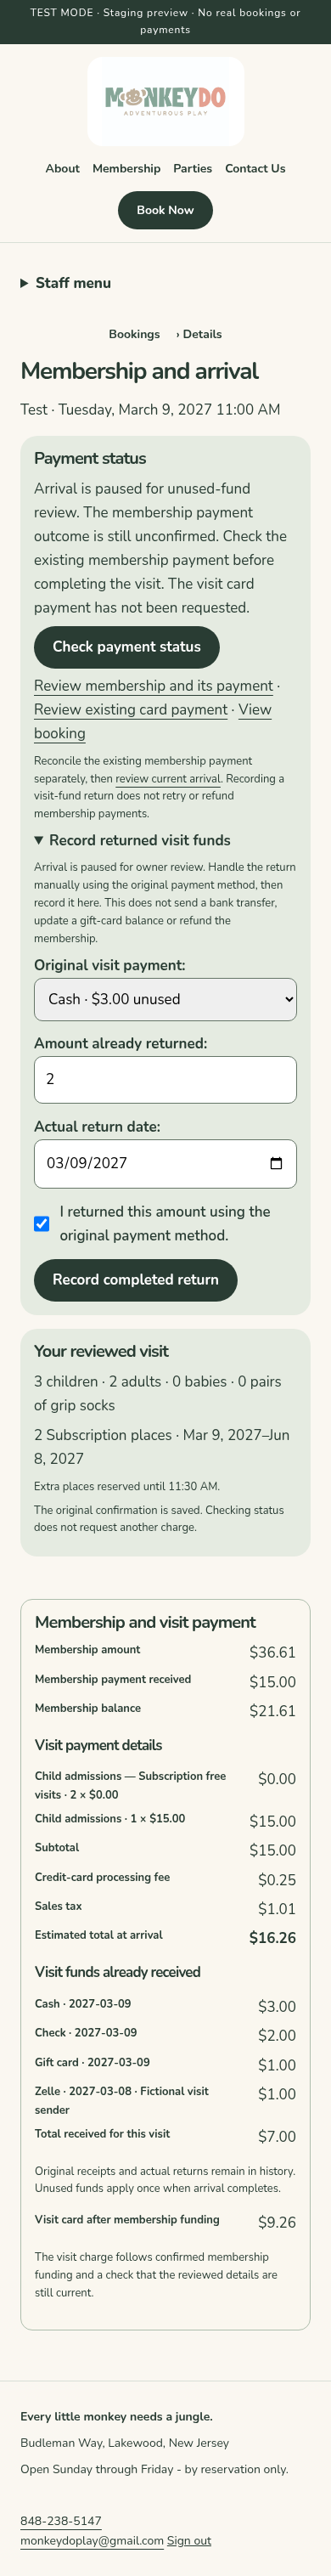 TEST MODE · Staging preview · No real bookings or
payments
MONKEYDO
ADVENTUROUS PLAY
About Membership Parties Contact Us
Book Now
Staff menu
Bookings › Details
Membership and arrival
Test · Tuesday, March 9, 2027 11:00 AM
Payment status
Arrival is paused for unused-fund
review. The membership payment
outcome is still unconfirmed. Check the
existing membership payment before
completing the visit. The visit card
payment has not been requested.
Check payment status
Review membership and its payment ·
Review existing card payment · View
booking
Reconcile the existing membership payment
separately, then review current arrival. Recording a
visit-fund return does not retry or refund
membership payments.
Record returned visit funds
Arrival is paused for owner review. Handle the return
manually using the original payment method, then
record it here. This does not send a bank transfer,
update a gift-card balance or refund the
membership.
Original visit payment:
Cash · $3.00 unused
Amount already returned:
2
Actual return date:
03/09/2027
I returned this amount using the
original payment method.
Record completed return
Your reviewed visit
3 children · 2 adults · 0 babies · 0 pairs
of grip socks
2 Subscription places · Mar 9, 2027–Jun
8, 2027
Extra places reserved until 11:30 AM.
The original confirmation is saved. Checking status
does not request another charge.
Membership and visit payment
Membership amount $36.61
Membership payment received $15.00
Membership balance $21.61
Visit payment details
Child admissions — Subscription free
visits · 2 × $0.00 $0.00
Child admissions · 1 × $15.00 $15.00
Subtotal $15.00
Credit-card processing fee $0.25
Sales tax $1.01
Estimated total at arrival $16.26
Visit funds already received
Cash · 2027-03-09 $3.00
Check · 2027-03-09 $2.00
Gift card · 2027-03-09 $1.00
Zelle · 2027-03-08 · Fictional visit
sender $1.00
Total received for this visit $7.00
Original receipts and actual returns remain in history.
Unused funds apply once when arrival completes.
Visit card after membership funding $9.26
The visit charge follows confirmed membership
funding and a check that the reviewed details are
still current.
Every little monkey needs a jungle.
Budleman Way, Lakewood, New Jersey
Open Sunday through Friday - by reservation only.
848-238-5147
monkeydoplay@gmail.com Sign out